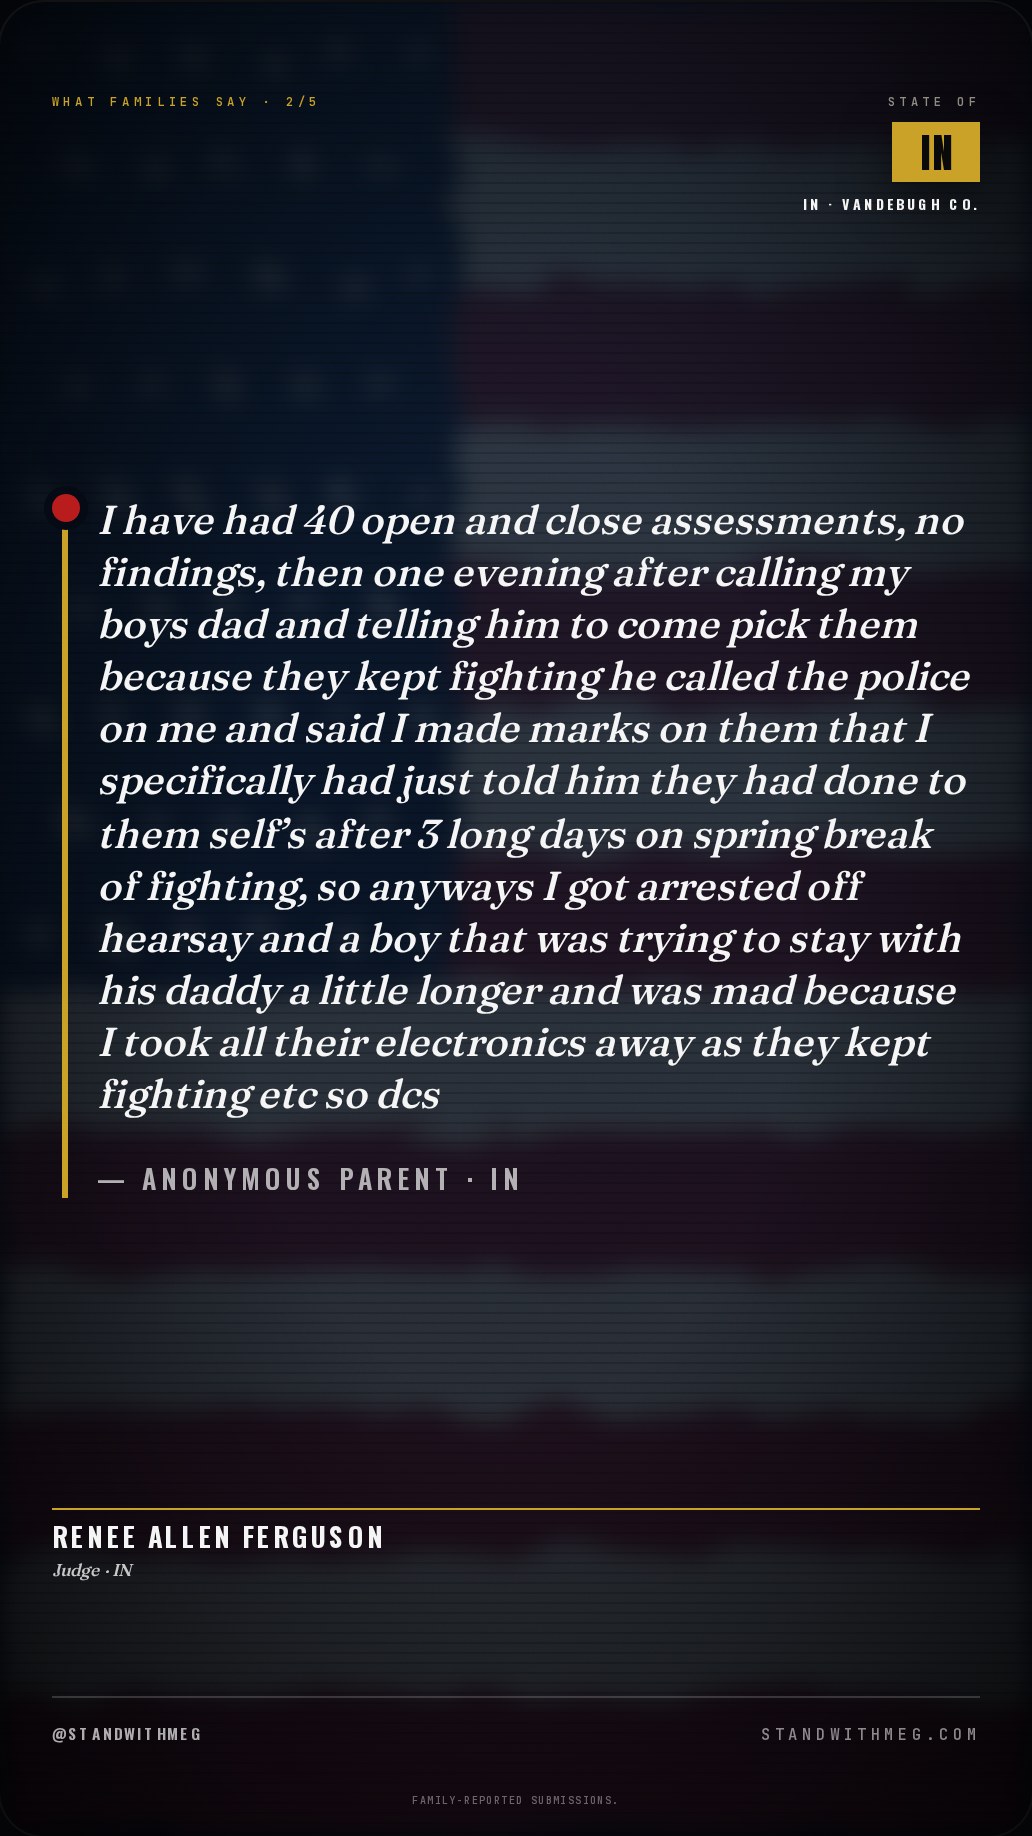 WHAT FAMILIES SAY · 2/5
STATE OF
IN
IN · VANDEBUGH CO.
I have had 40 open and close assessments, no
findings, then one evening after calling my
boys dad and telling him to come pick them
because they kept fighting he called the police
on me and said I made marks on them that I
specifically had just told him they had done to
them self’s after 3 long days on spring break
of fighting, so anyways I got arrested off
hearsay and a boy that was trying to stay with
his daddy a little longer and was mad because
I took all their electronics away as they kept
fighting etc so dcs
— ANONYMOUS PARENT · IN
RENEE ALLEN FERGUSON
Judge · IN
@STANDWITHMEG
STANDWITHMEG.COM
FAMILY-REPORTED SUBMISSIONS.